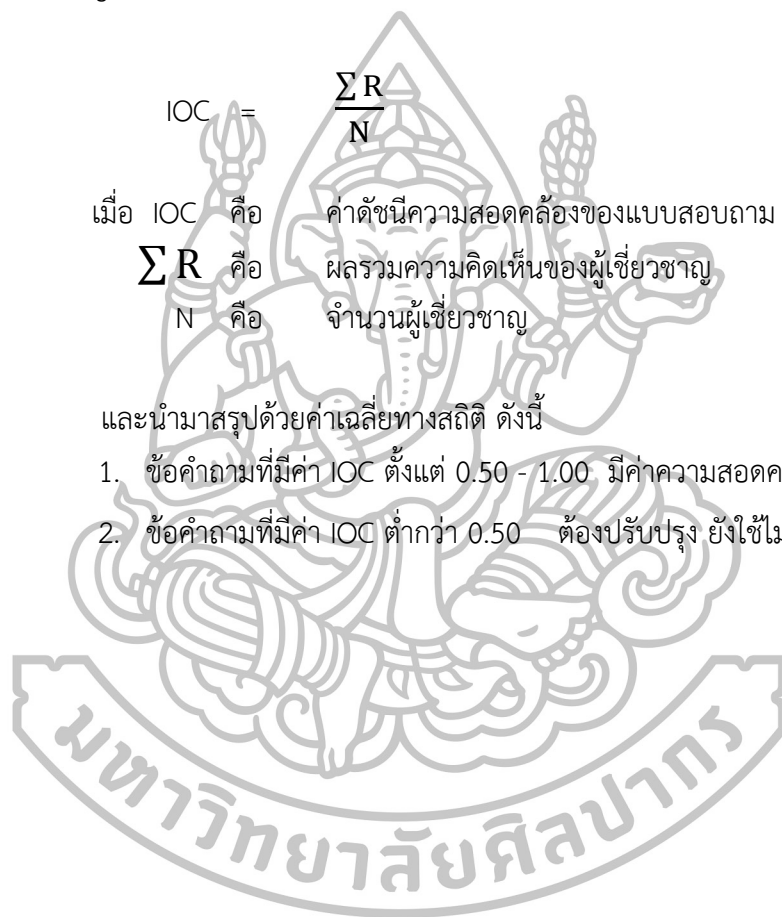 IOC = ∑ R
N
เมื่อ IOC คือ ค่าดัชนีความสอดคล้องของแบบสอบถาม
∑ R คือ ผลรวมความคิดเห็นของผู้เชี่ยวชาญ
N คือ จำนวนผู้เชี่ยวชาญ
และนำมาสรุปด้วยค่าเฉลี่ยทางสถิติ ดังนี้
1. ข้อคำถามที่มีค่า IOC ตั้งแต่ 0.50 - 1.00 มีค่าความสอดค
2. ข้อคำถามที่มีค่า IOC ต่ำกว่า 0.50 ต้องปรับปรุง ยังใช้ไม
มหาวิทยาลัยศิลปากร